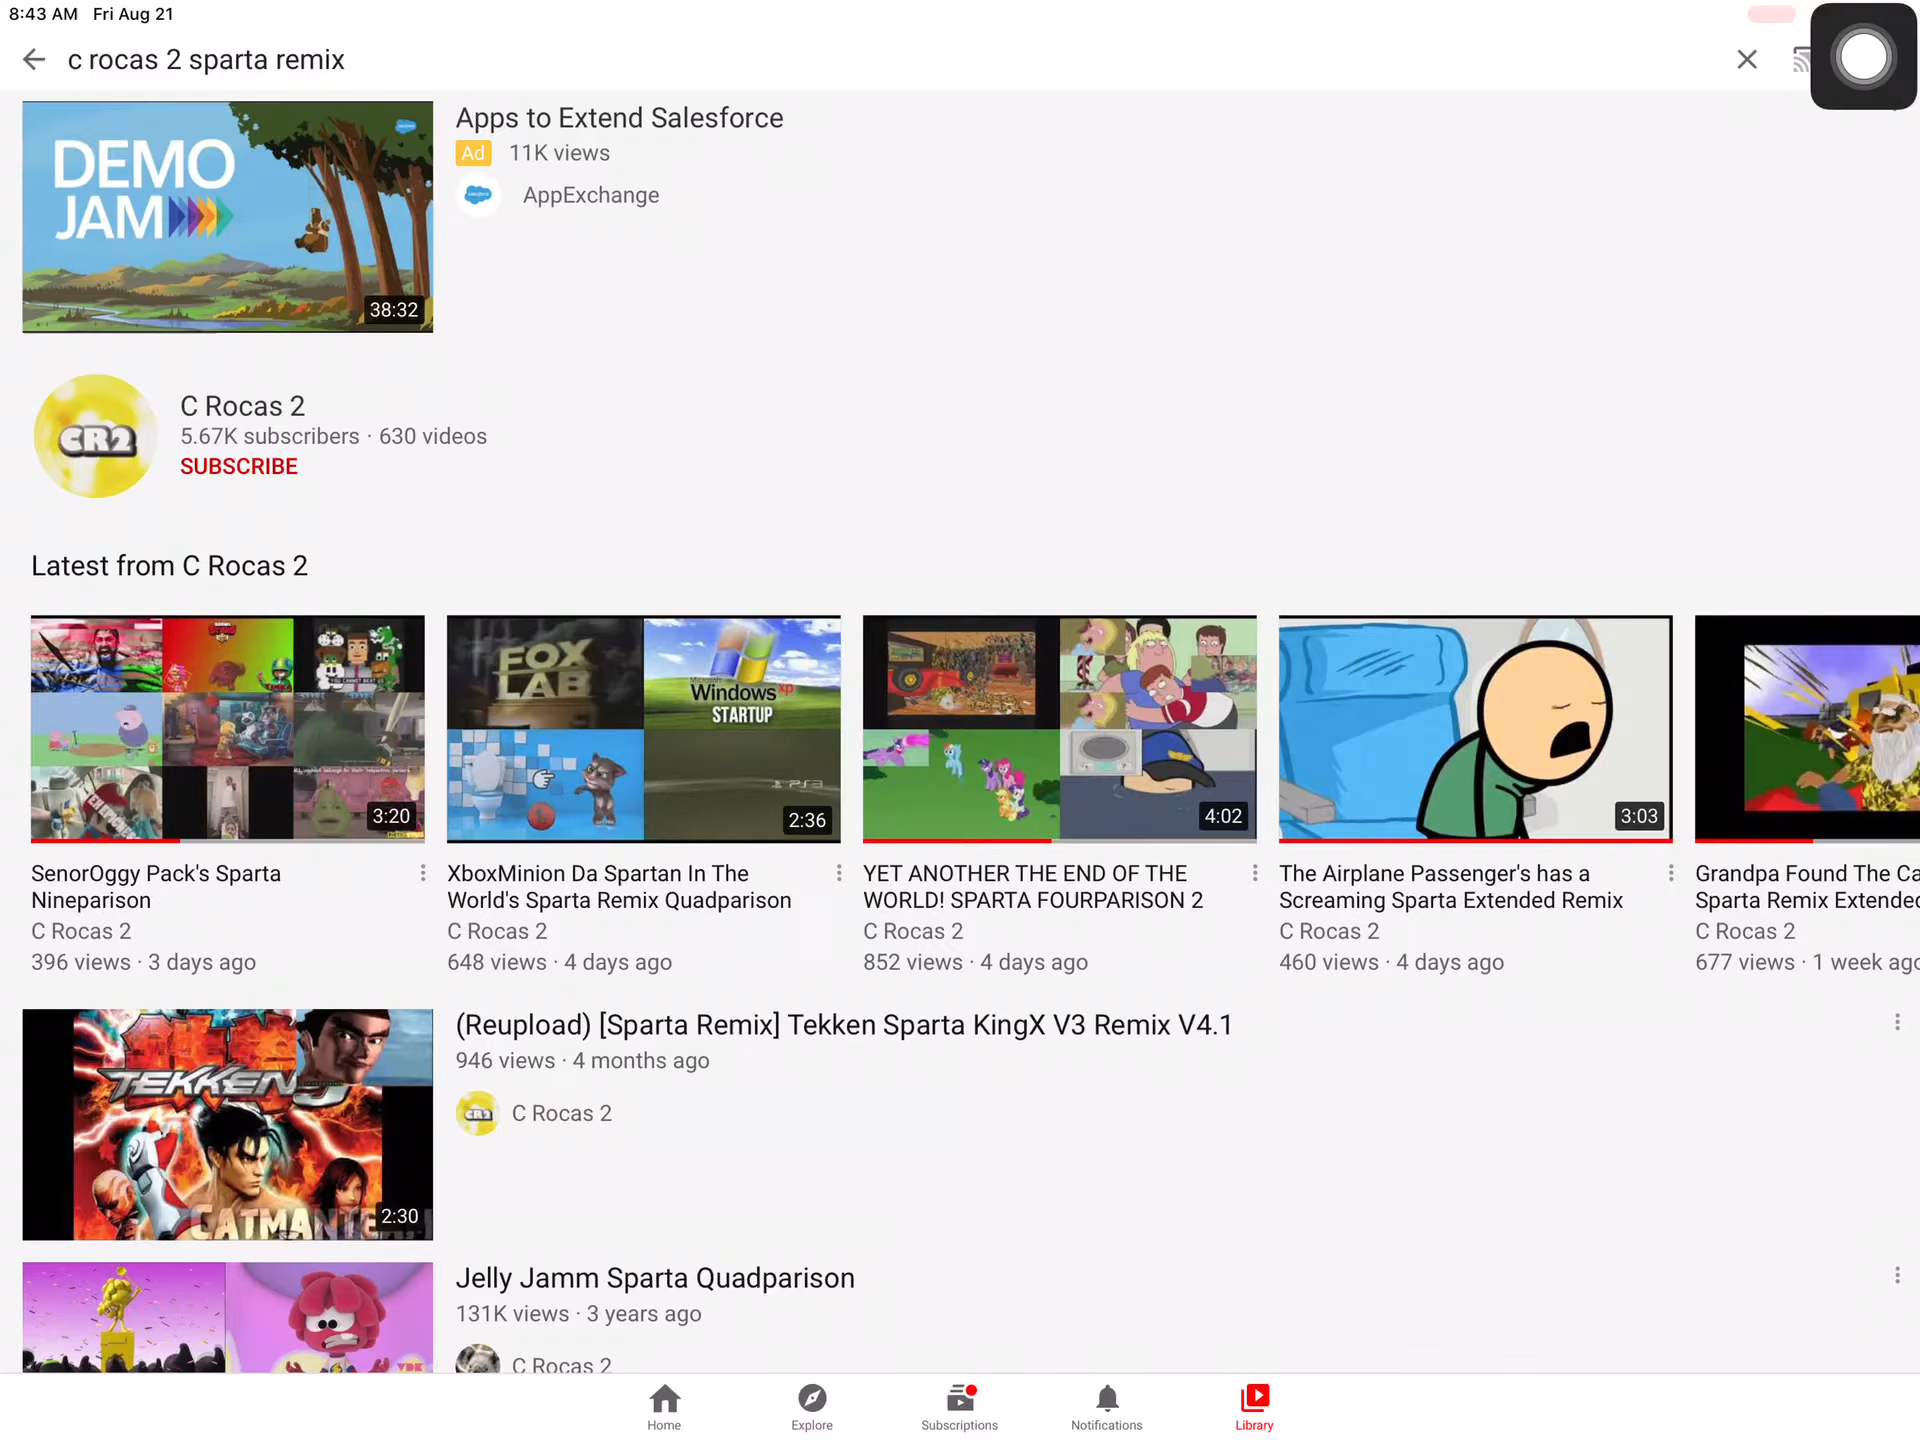 8:43 AM Fri Aug 21
c rocas 2 sparta remix
DEMO
JAM
38:32
Apps to Extend Salesforce
Ad 11K views
AppExchange
CR2
C Rocas 2
5.67K subscribers · 630 videos
SUBSCRIBE
Latest from C Rocas 2
3:20
FOX
LAB
Microsoft
Windows xp
STARTUP
PS3
2:36
4:02
3:03
SenorOggy Pack's Sparta
Nineparison
C Rocas 2
396 views · 3 days ago
XboxMinion Da Spartan In The
World's Sparta Remix Quadparison
C Rocas 2
648 views · 4 days ago
YET ANOTHER THE END OF THE
WORLD! SPARTA FOURPARISON 2
C Rocas 2
852 views · 4 days ago
The Airplane Passenger's has a
Screaming Sparta Extended Remix
C Rocas 2
460 views · 4 days ago
Grandpa Found The Ca
Sparta Remix Extended
C Rocas 2
677 views · 1 week ago
TEKKEN
2:30
(Reupload) [Sparta Remix] Tekken Sparta KingX V3 Remix V4.1
946 views · 4 months ago
CR2
C Rocas 2
Jelly Jamm Sparta Quadparison
131K views · 3 years ago
C Rocas 2
Home
Explore
Subscriptions
Notifications
Library